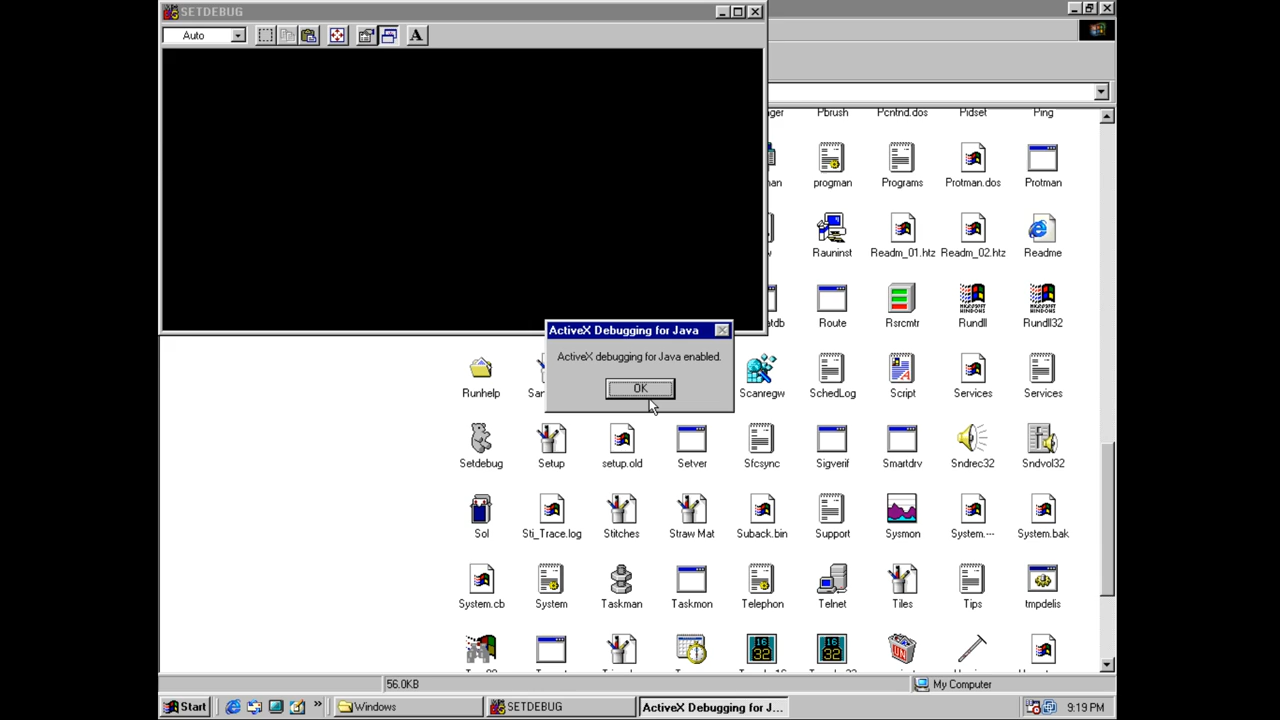 SETDEBUG
Auto
A
Pbrush
Pcntnd.dos
Pidset
Ping
progman
Programs
Protman.dos
Protman
Rauninst
Readm_01.htz
Readm_02.htz
Readme
Route
Rsrcmtr
Rundll
Rundll32
ActiveX Debugging for Java
ActiveX debugging for Java enabled.
OK
Runhelp
Scanregw
SchedLog
Script
Services
Services
Setdebug
Setup
setup.old
Setver
Sfcsync
Sigverif
Smartdrv
Sndrec32
Sndvol32
Sol
Sti_Trace.log
Stitches
Straw Mat
Suback.bin
Support
Sysmon
System.---
System.bak
System.cb
System
Taskman
Taskmon
Telephon
Telnet
Tiles
Tips
tmpdelis
56.0KB
My Computer
Start
Windows
SETDEBUG
ActiveX Debugging for J...
9:19 PM